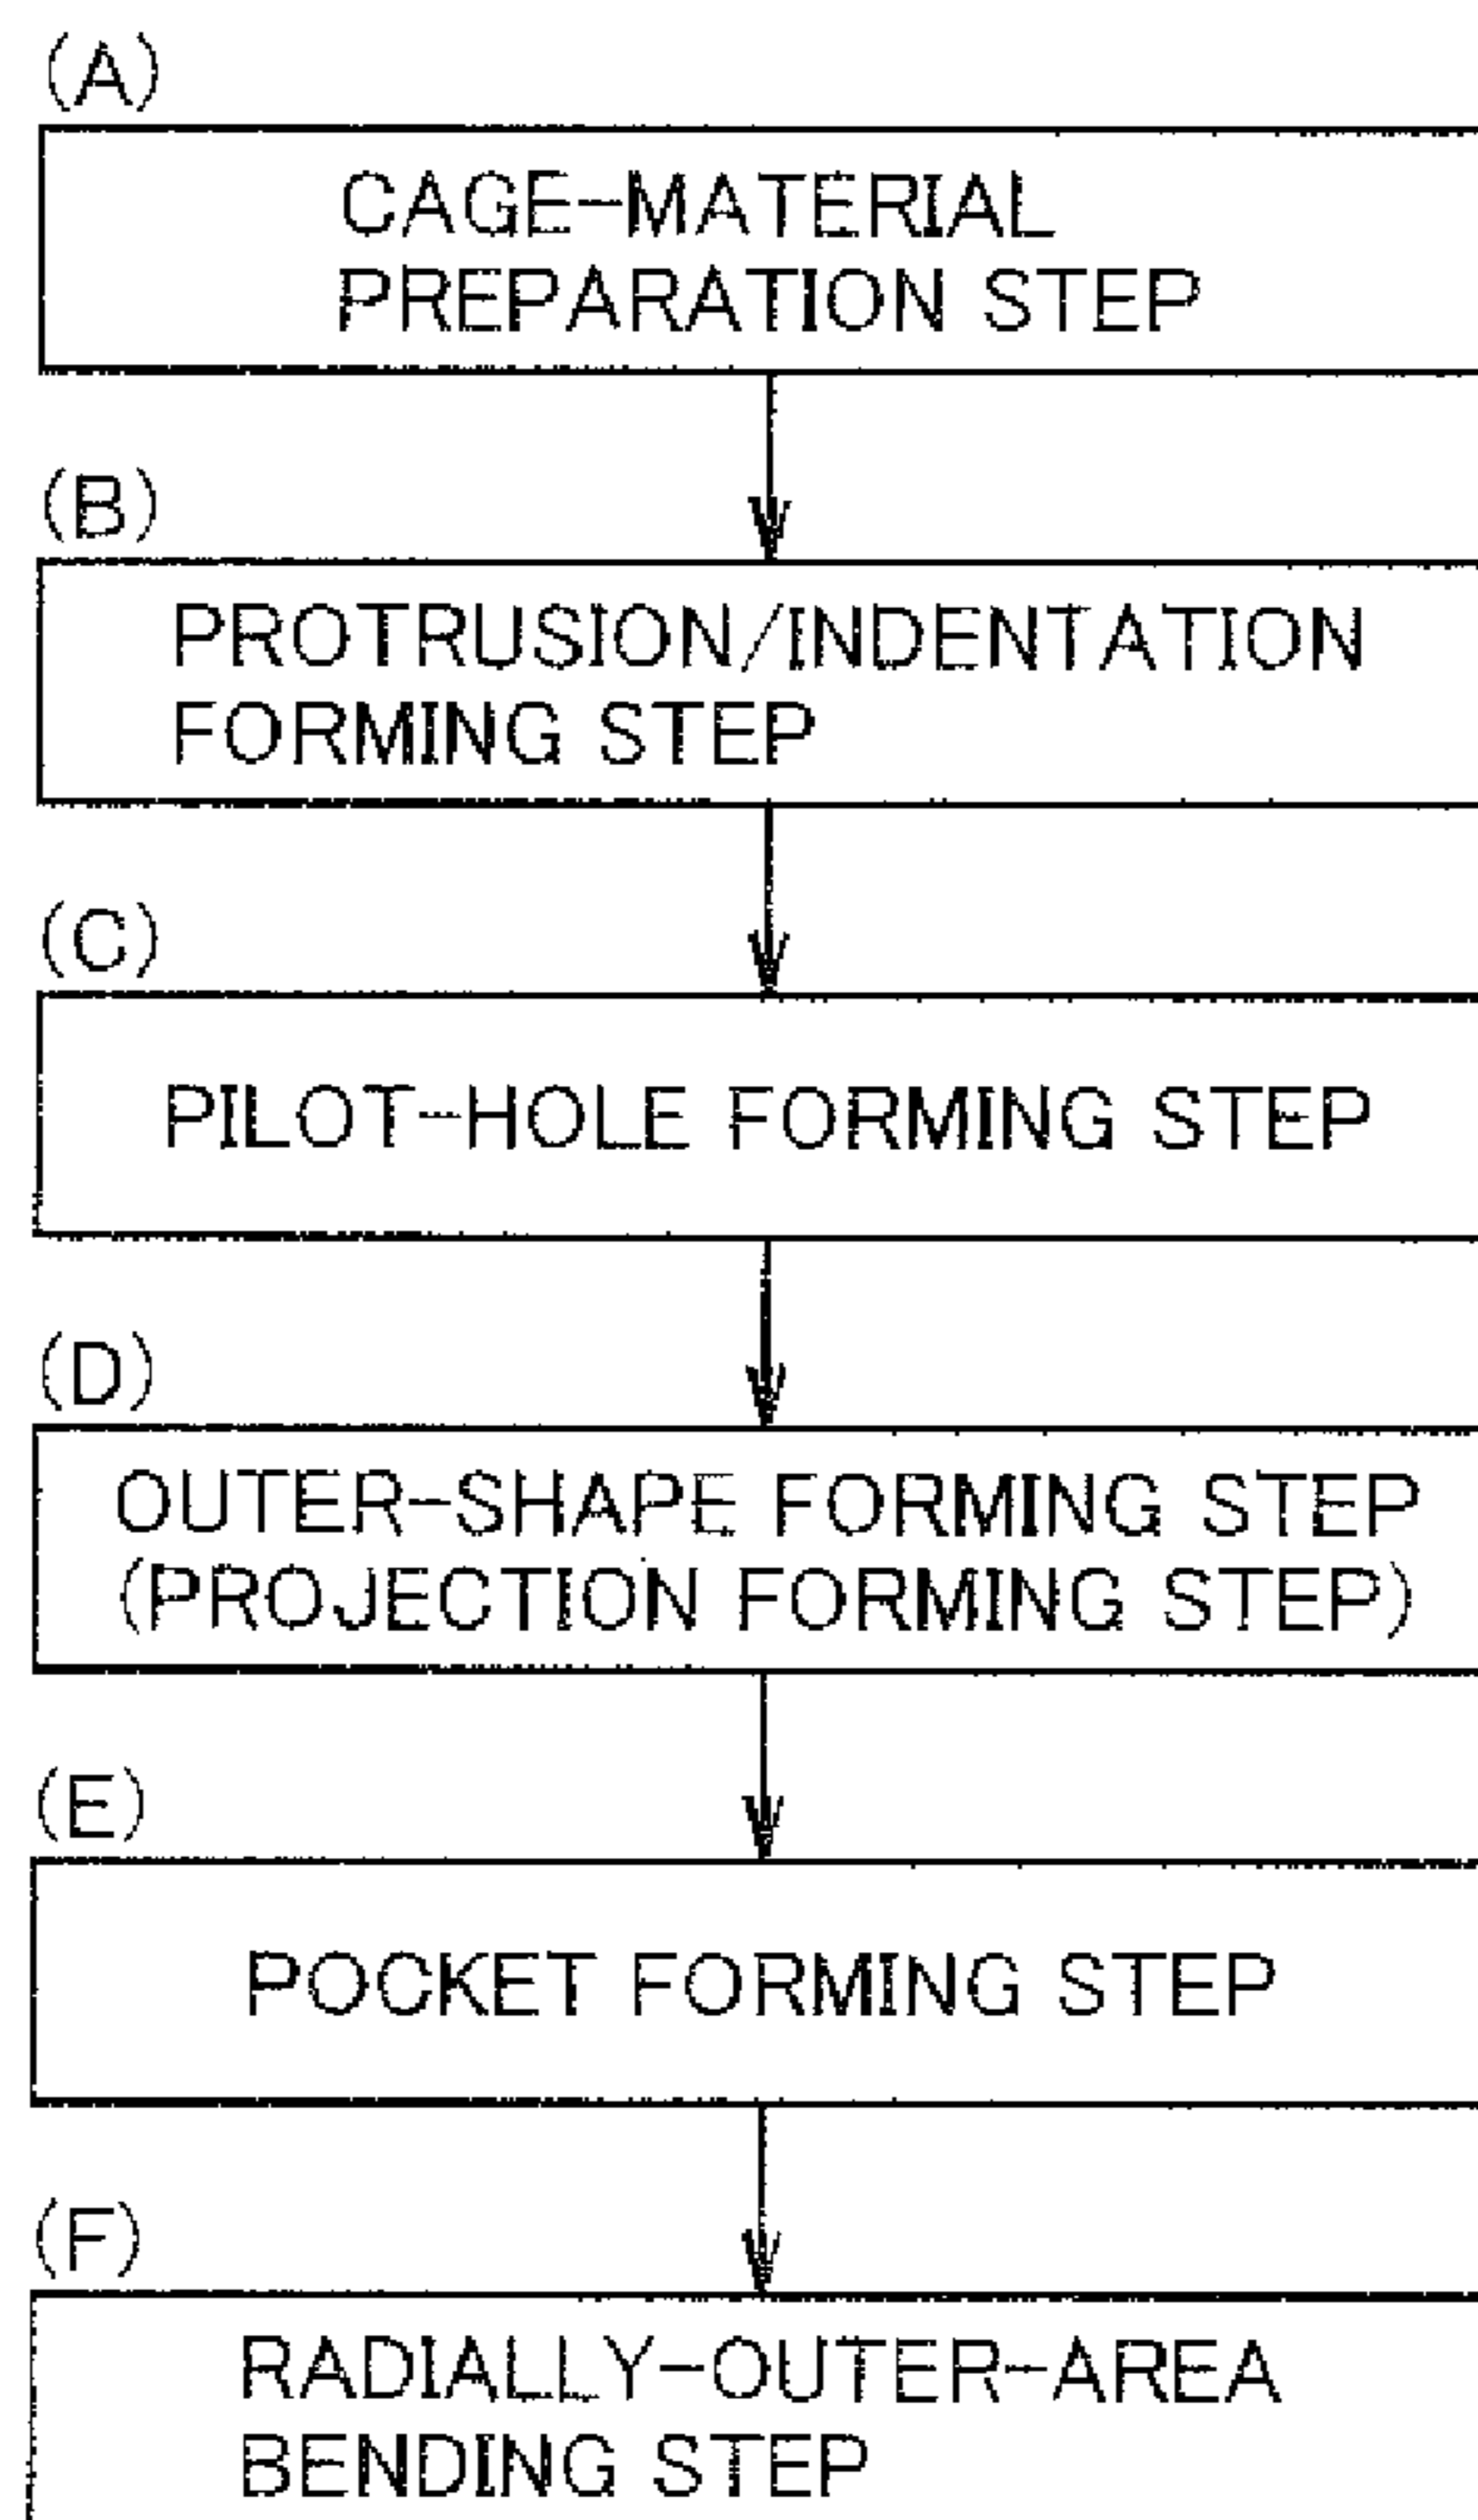 (A)
CAGE-MATERIAL
PREPARATION STEP
(B)
PROTRUSION/INDENTATION
FORMING STEP
(C)
PILOT-HOLE FORMING STEP
(D)
OUTER-SHAPE FORMING STEP
(PROJECTION FORMING STEP)
(E)
POCKET FORMING STEP
(F)
RADIALLY-OUTER-AREA
BENDING STEP